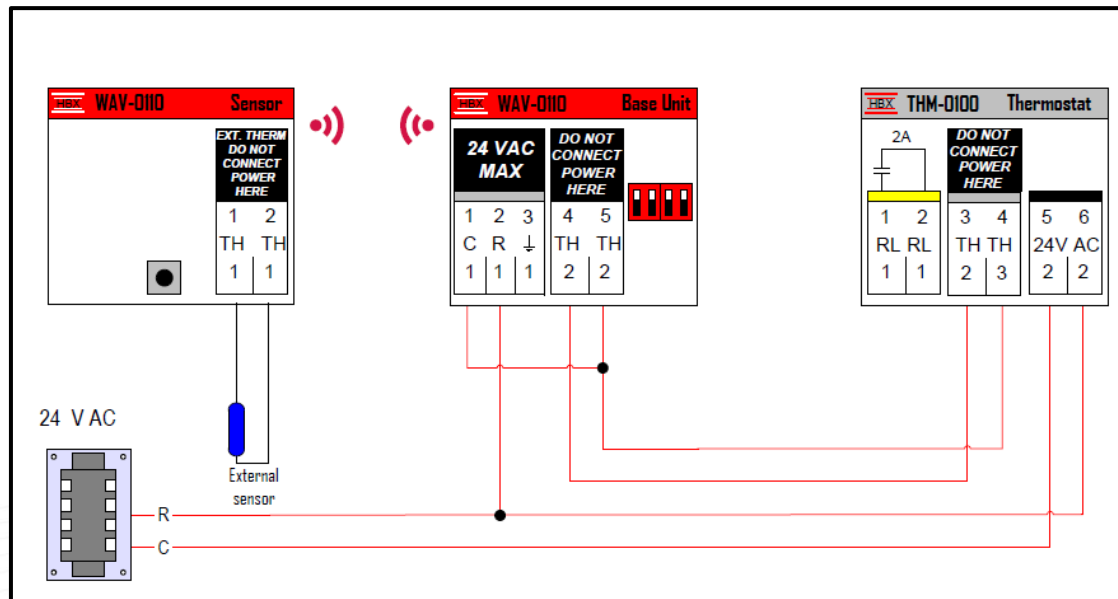 HBX WAV-0110 Sensor
EXT. THERM
DO NOT
CONNECT
POWER
HERE
1 2
TH TH
1 1
External
sensor
HBX WAV-0110 Base Unit
24 VAC
MAX
DO NOT
CONNECT
POWER
HERE
1 2 3 4 5
C R TH TH
1 1 1 2 2
HBX THM-0100 Thermostat
2A
DO NOT
CONNECT
POWER
HERE
1 2 3 4 5 6
RL RL TH TH 24V AC
1 1 2 3 2 2
24 V AC
R
C